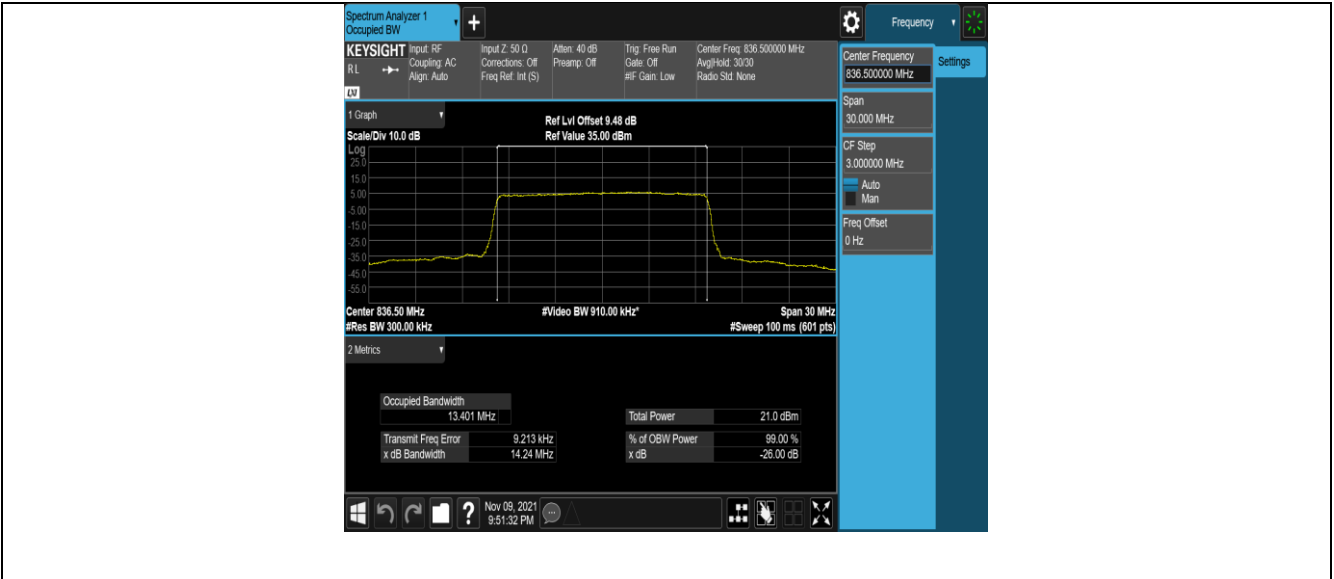 Spectrum Analyzer 1
Occupied BW
Frequency
KEYSIGHT
R L
LXI
Input: RF
Coupling: AC
Align: Auto
Input Z: 50 Ω
Corrections: Off
Freq Ref: Int (S)
Atten: 40 dB
Preamp: Off
Trig: Free Run
Gate: Off
#IF Gain: Low
Center Freq: 836.500000 MHz
Avg|Hold: 30/30
Radio Std: None
Center Frequency
836.500000 MHz
Settings
Span
30.000 MHz
CF Step
3.000000 MHz
Auto
Man
Freq Offset
0 Hz
1 Graph
Scale/Div 10.0 dB
Ref Lvl Offset 9.48 dB
Ref Value 35.00 dBm
Log
25.0
15.0
5.00
-5.00
-15.0
-25.0
-35.0
-45.0
-55.0
Center 836.50 MHz
#Video BW 910.00 kHz*
Span 30 MHz
#Res BW 300.00 kHz
#Sweep 100 ms (601 pts)
2 Metrics
Occupied Bandwidth
13.401 MHz
Total Power 21.0 dBm
Transmit Freq Error 9.213 kHz
% of OBW Power 99.00 %
x dB Bandwidth 14.24 MHz
x dB -26.00 dB
?
Nov 09, 2021
9:51:32 PM